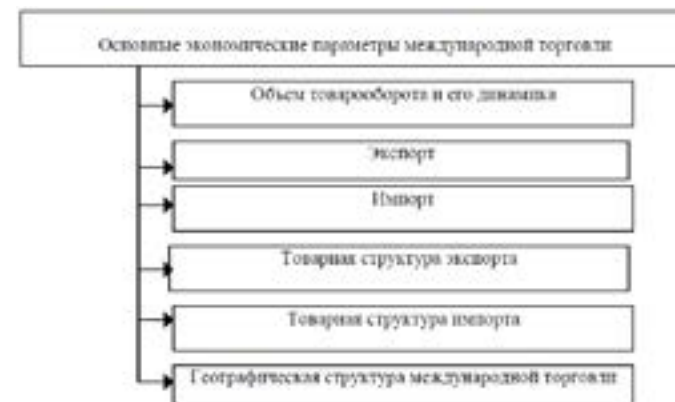 Основные экономические параметры международной торговли
Объем товарооборота и его динамика
Экспорт
Импорт
Товарная структура экспорта
Товарная структура импорта
Географическая структура международной торговли